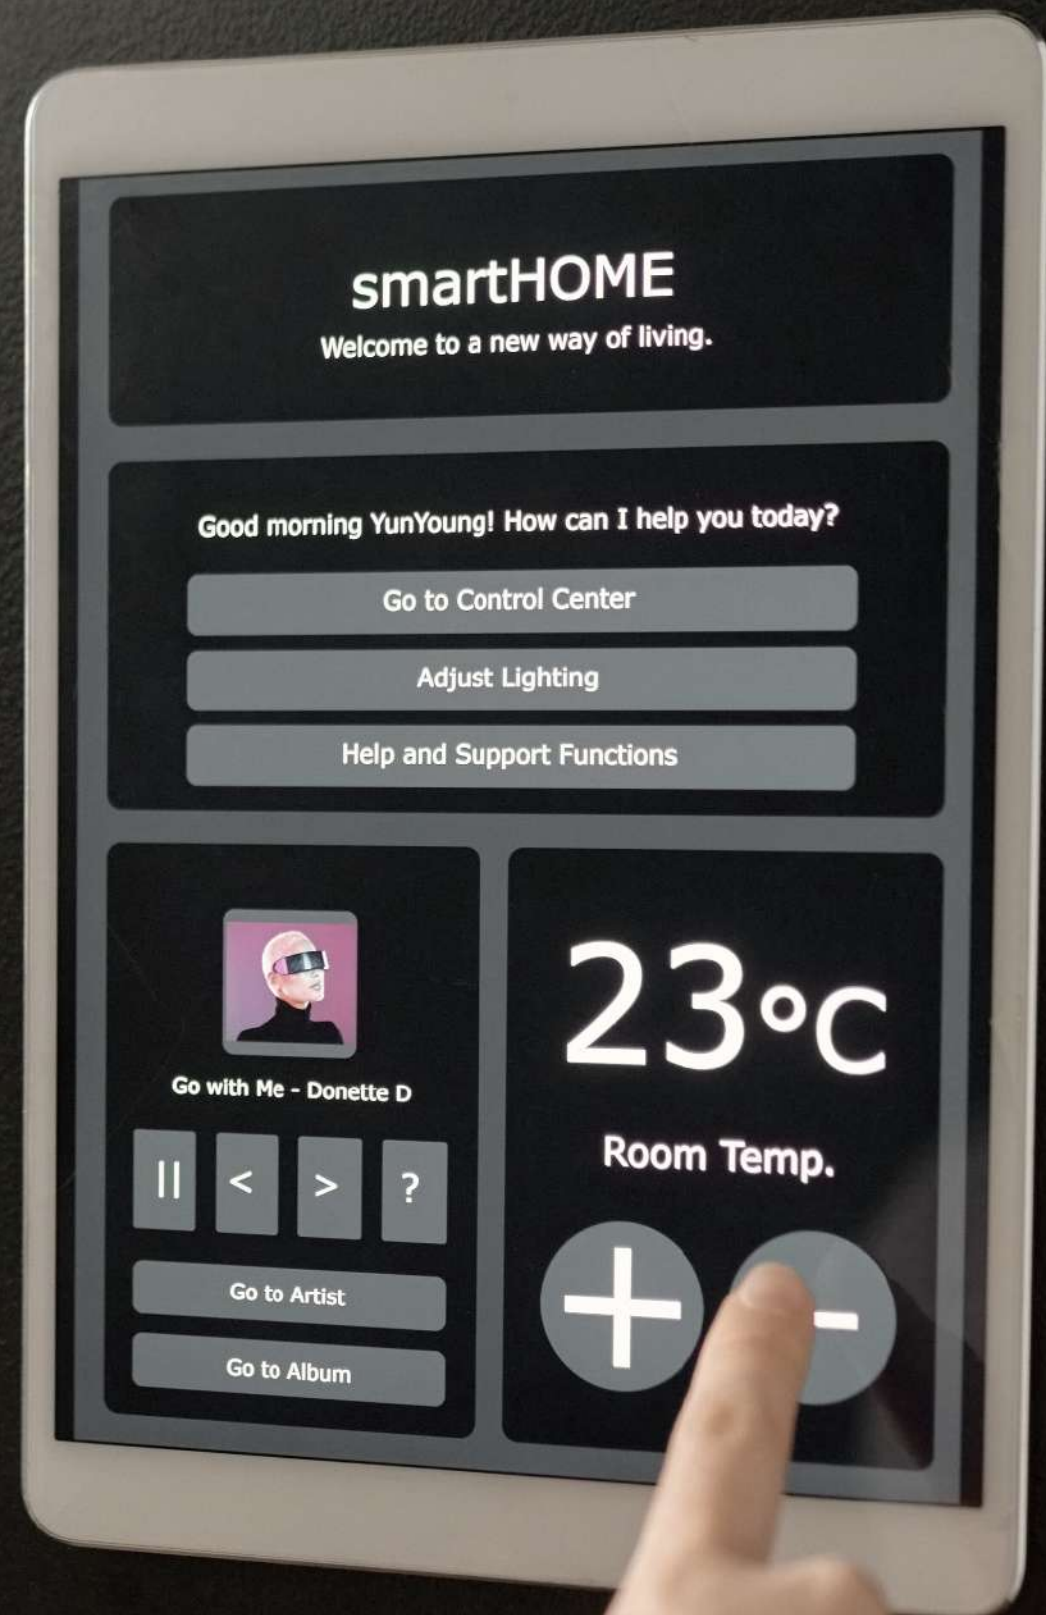 smartHOME
Welcome to a new way of living.
Good morning YunYoung! How can I help you today?
Go to Control Center
Adjust Lighting
Help and Support Functions
Go with Me - Donette D
|| < > ?
Go to Artist
Go to Album
23°C
Room Temp.
+ -